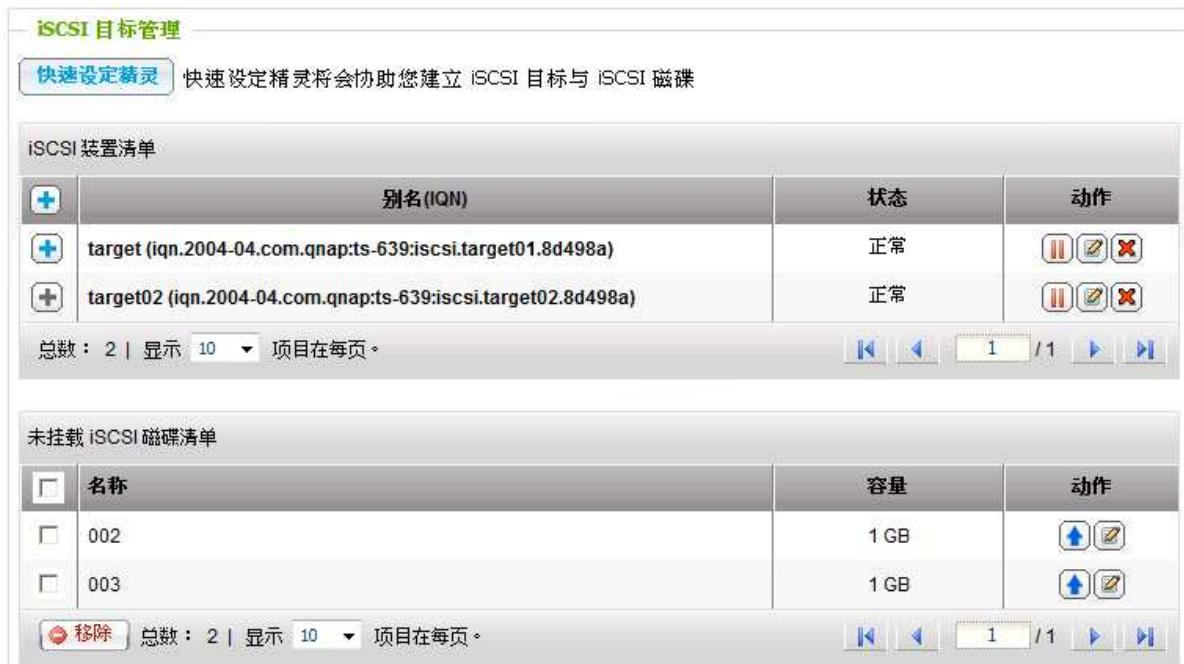 iSCSI 目标管理
快速设定精灵 快速设定精灵将会协助您建立 iSCSI 目标与 iSCSI 磁碟
iSCSI 装置清单
别名(IQN) 状态 动作
target (iqn.2004-04.com.qnap:ts-639:iscsi.target01.8d498a) 正常
target02 (iqn.2004-04.com.qnap:ts-639:iscsi.target02.8d498a) 正常
总数： 2 | 显示 10 项目在每页。 1 / 1
未挂载 iSCSI 磁碟清单
名称 容量 动作
002 1 GB
003 1 GB
移除 总数： 2 | 显示 10 项目在每页。 1 / 1